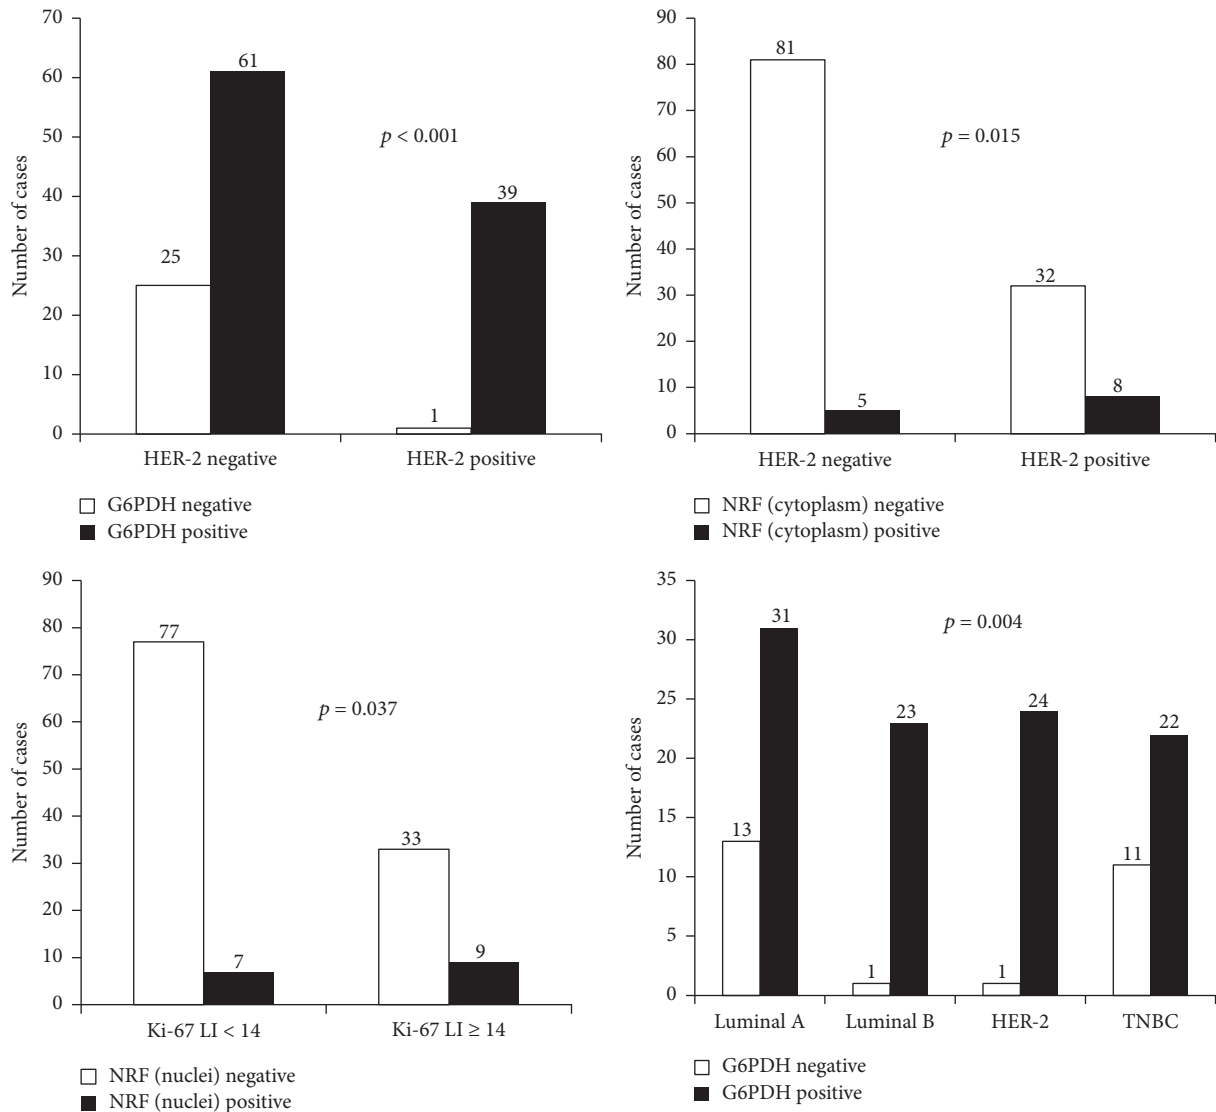 70
60
50
40
30
20
10
0
Number of cases
25
61
1
39
p < 0.001
HER-2 negative
HER-2 positive
G6PDH negative
G6PDH positive
90
80
70
60
50
40
30
20
10
0
Number of cases
81
5
32
8
p = 0.015
HER-2 negative
HER-2 positive
NRF (cytoplasm) negative
NRF (cytoplasm) positive
90
80
70
60
50
40
30
20
10
0
Number of cases
77
7
33
9
p = 0.037
Ki-67 LI < 14
Ki-67 LI ≥ 14
NRF (nuclei) negative
NRF (nuclei) positive
35
30
25
20
15
10
5
0
Number of cases
13
31
1
23
1
24
11
22
p = 0.004
Luminal A
Luminal B
HER-2
TNBC
G6PDH negative
G6PDH positive